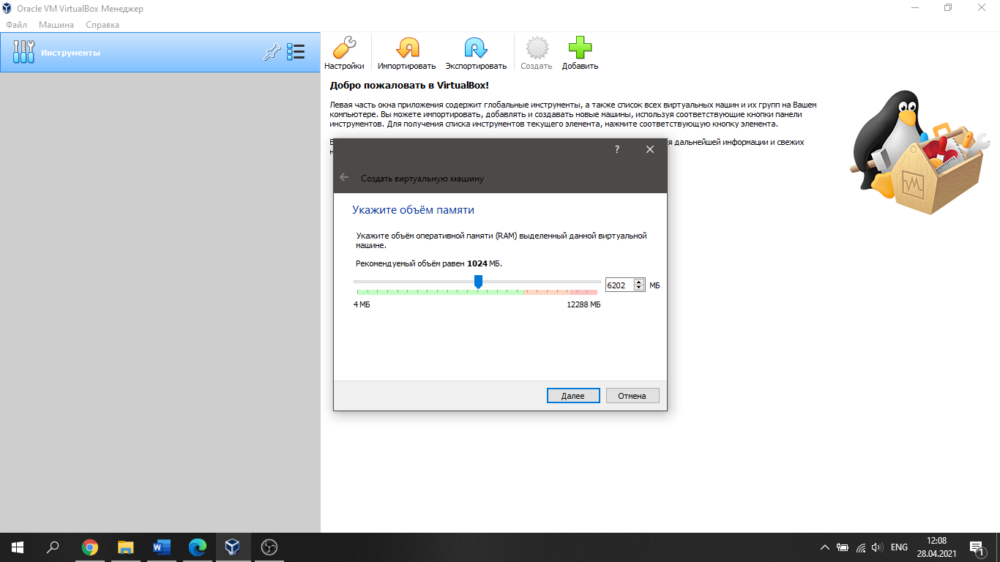 Oracle VM VirtualBox Менеджер
Файл Машина Справка
Инструменты
Настройки Импортировать Экспортировать Создать Добавить
Добро пожаловать в VirtualBox!
Левая часть окна приложения содержит глобальные инструменты, а также список всех виртуальных машин и их групп на Вашем
компьютере. Вы можете импортировать, добавлять и создавать новые машины, используя соответствующие кнопки панели
инструментов. Для получения списка инструментов текущего элемента, нажмите соответствующую кнопку элемента.
дальнейшей информации и свежих
?
Создать виртуальную машину
Укажите объём памяти
Укажите объём оперативной памяти (RAM) выделенный данной виртуальной
машине.
Рекомендуемый объём равен 1024 МБ.
6202 МБ
4 МБ 12288 МБ
Далее Отмена
ENG
12:08
28.04.2021
1